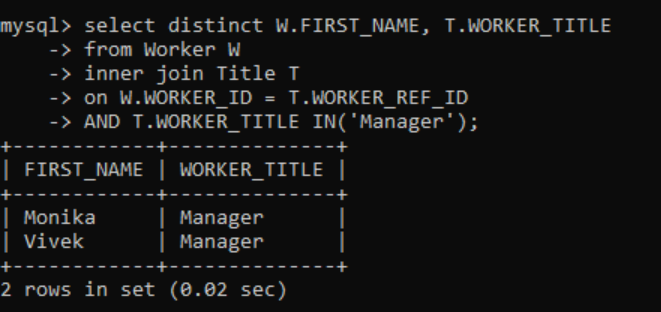 mysql> select distinct W.FIRST_NAME, T.WORKER_TITLE
    -> from Worker W
    -> inner join Title T
    -> on W.WORKER_ID = T.WORKER_REF_ID
    -> AND T.WORKER_TITLE IN('Manager');
+------------+--------------+
| FIRST_NAME | WORKER_TITLE |
+------------+--------------+
| Monika     | Manager      |
| Vivek      | Manager      |
+------------+--------------+
2 rows in set (0.02 sec)